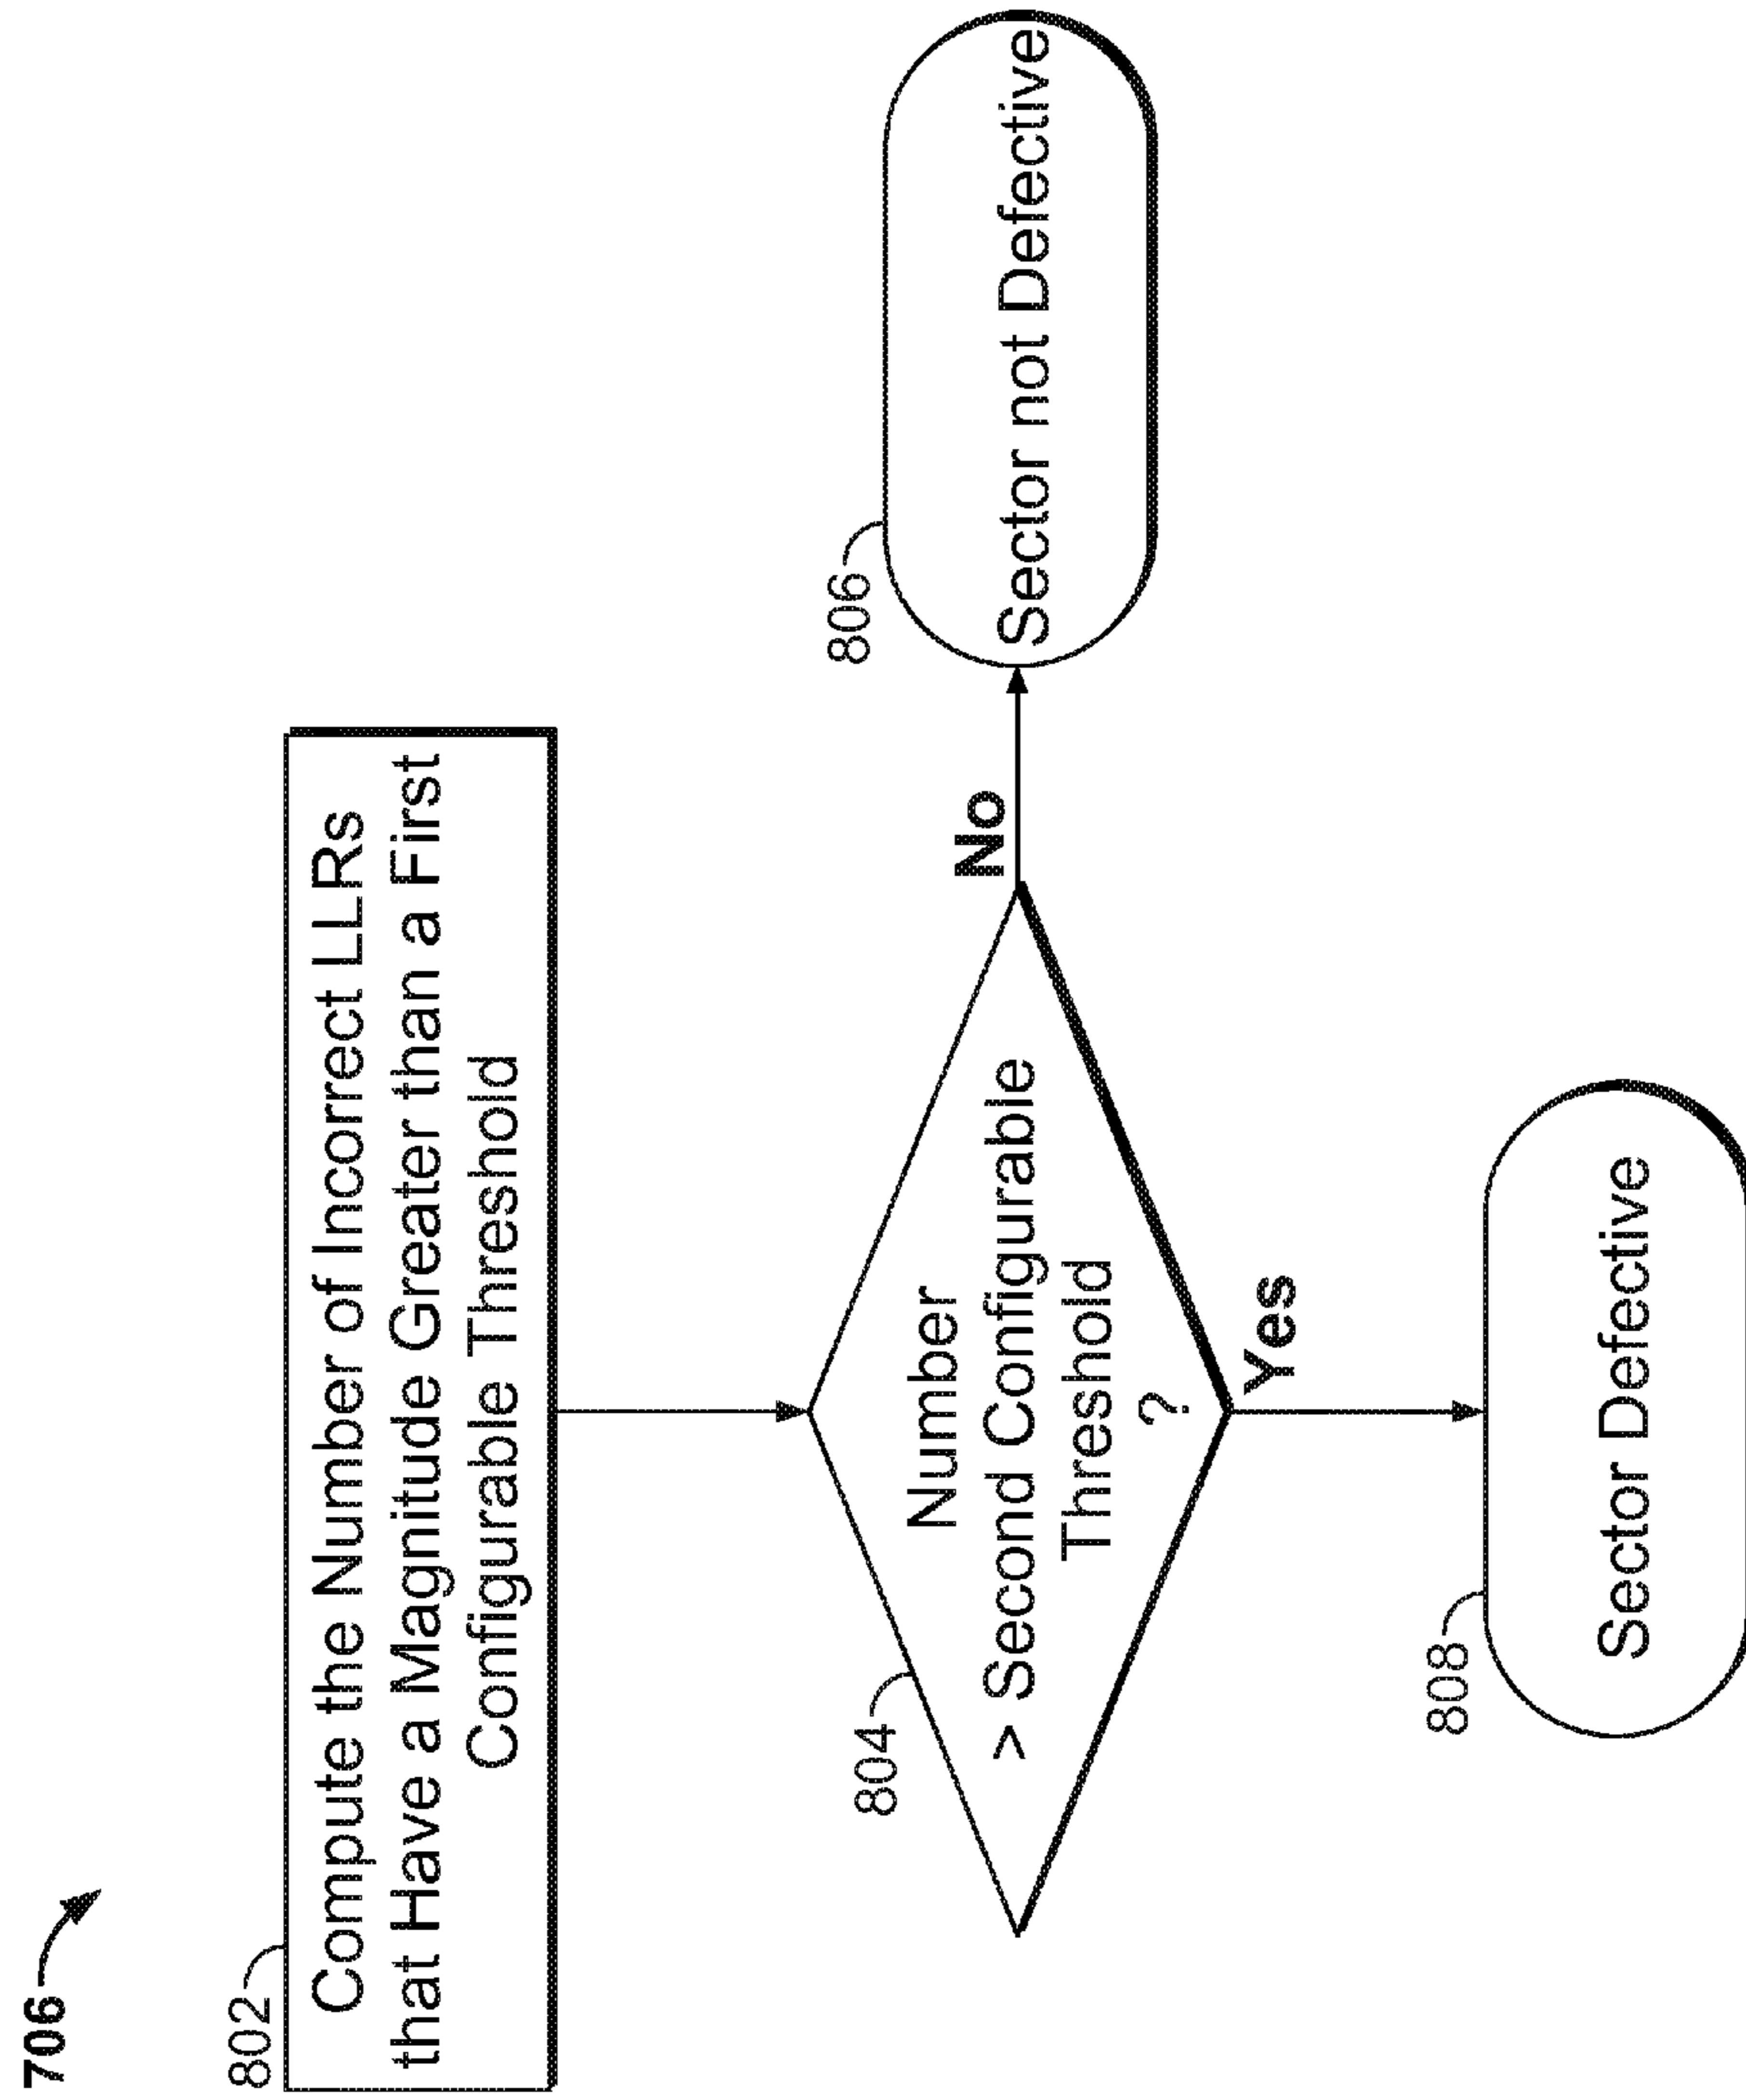 706
802
Compute the Number of Incorrect LLRs
that Have a Magnitude Greater than a First
Configurable Threshold
804
Number
> Second Configurable
Threshold
?
No
806
Sector not Defective
Yes
808
Sector Defective